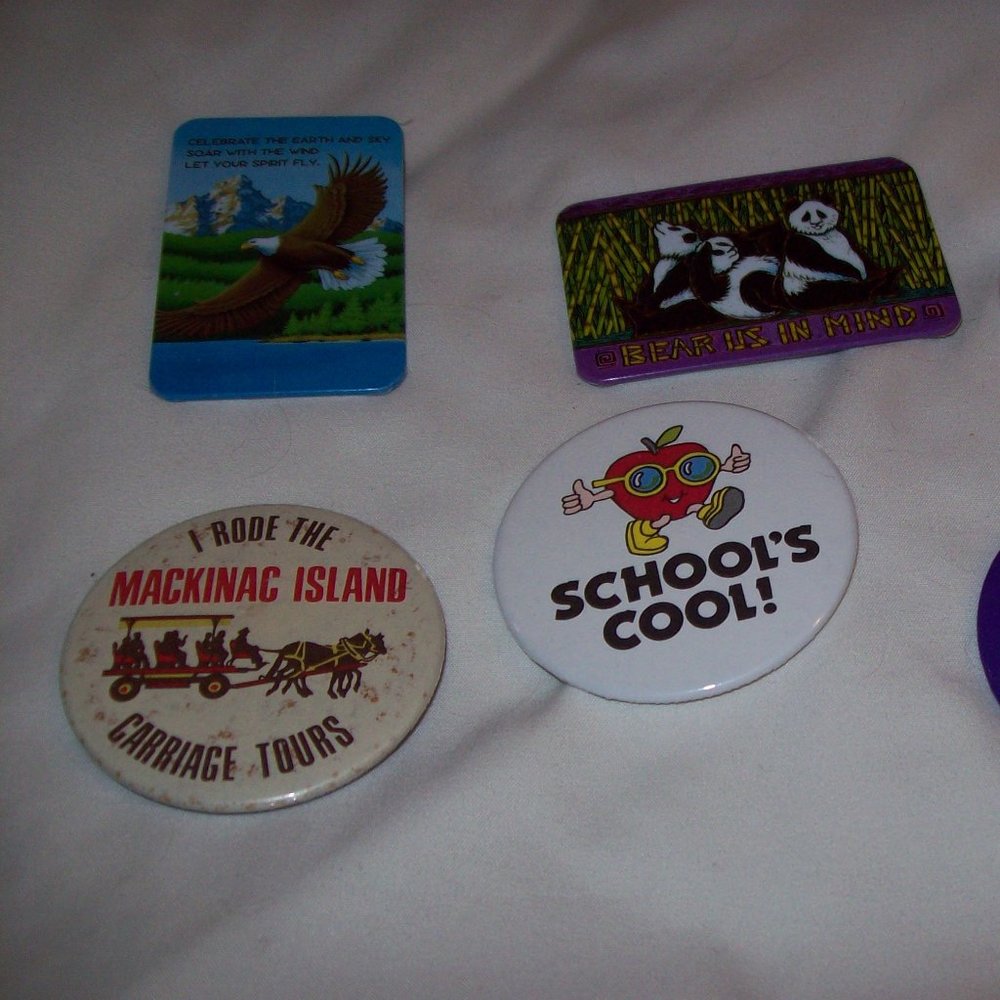 CELEBRATE THE EARTH AND SKY
SOAR WITH THE WIND
LET YOUR SPIRIT FLY.
BEAR US IN MIND
I RODE THE
MACKINAC ISLAND
CARRIAGE TOURS
SCHOOL'S
COOL!